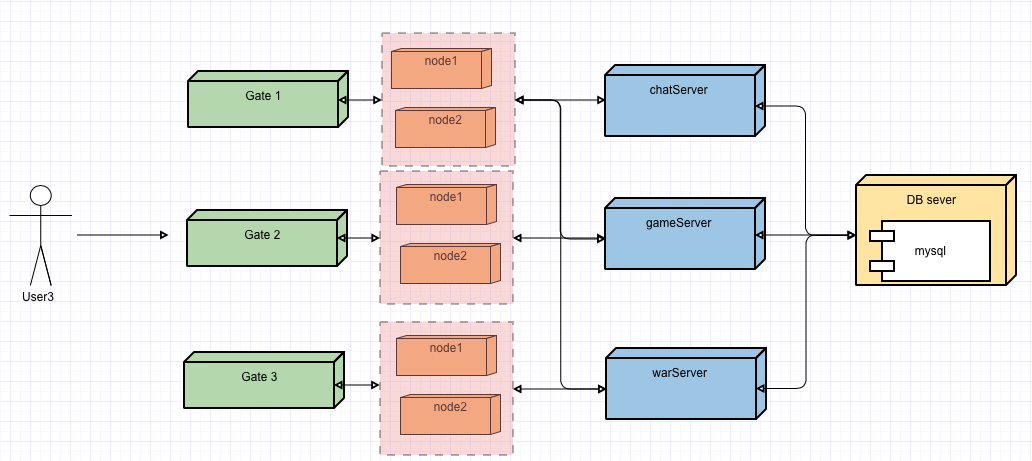 node1
Gate 1
node2
chatServer
node1
Gate 2
node2
gameServer
DB sever
mysql
User3
node1
Gate 3
node2
warServer